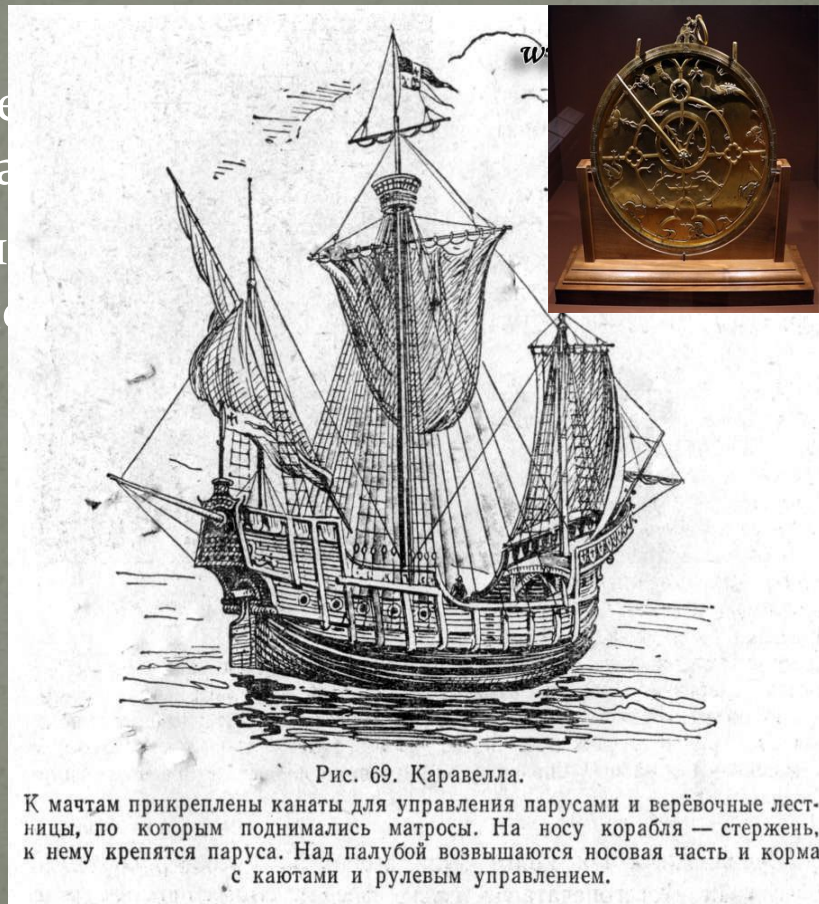 Рис. 69. Каравелла.
К мачтам прикреплены канаты для управления парусами и верёвочные лест-
ницы, по которым поднимались матросы. На носу корабля — стержень,
к нему крепятся паруса. Над палубой возвышаются носовая часть и корма
с каютами и рулевым управлением.